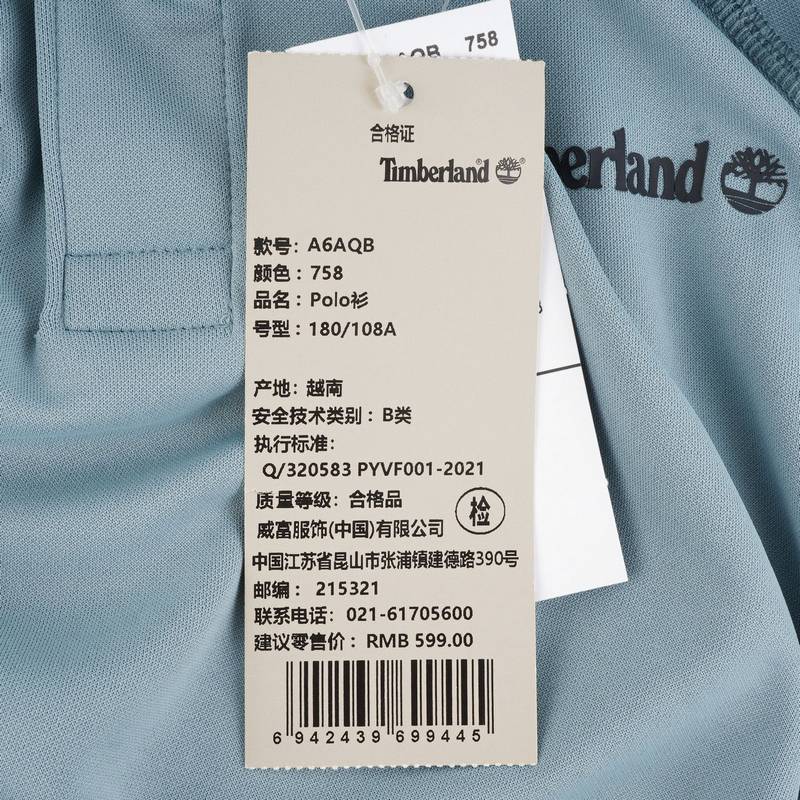 AQB 758
合格证
Timberland®
erland
款号: A6AQB
颜色: 758
品名: Polo衫
号型: 180/108A
产地: 越南
安全技术类别: B类
执行标准:
Q/320583 PYVF001-2021
质量等级: 合格品
检
威富服饰(中国)有限公司
中国江苏省昆山市张浦镇建德路390号
邮编: 215321
联系电话: 021-61705600
建议零售价: RMB 599.00
6 942439 699445